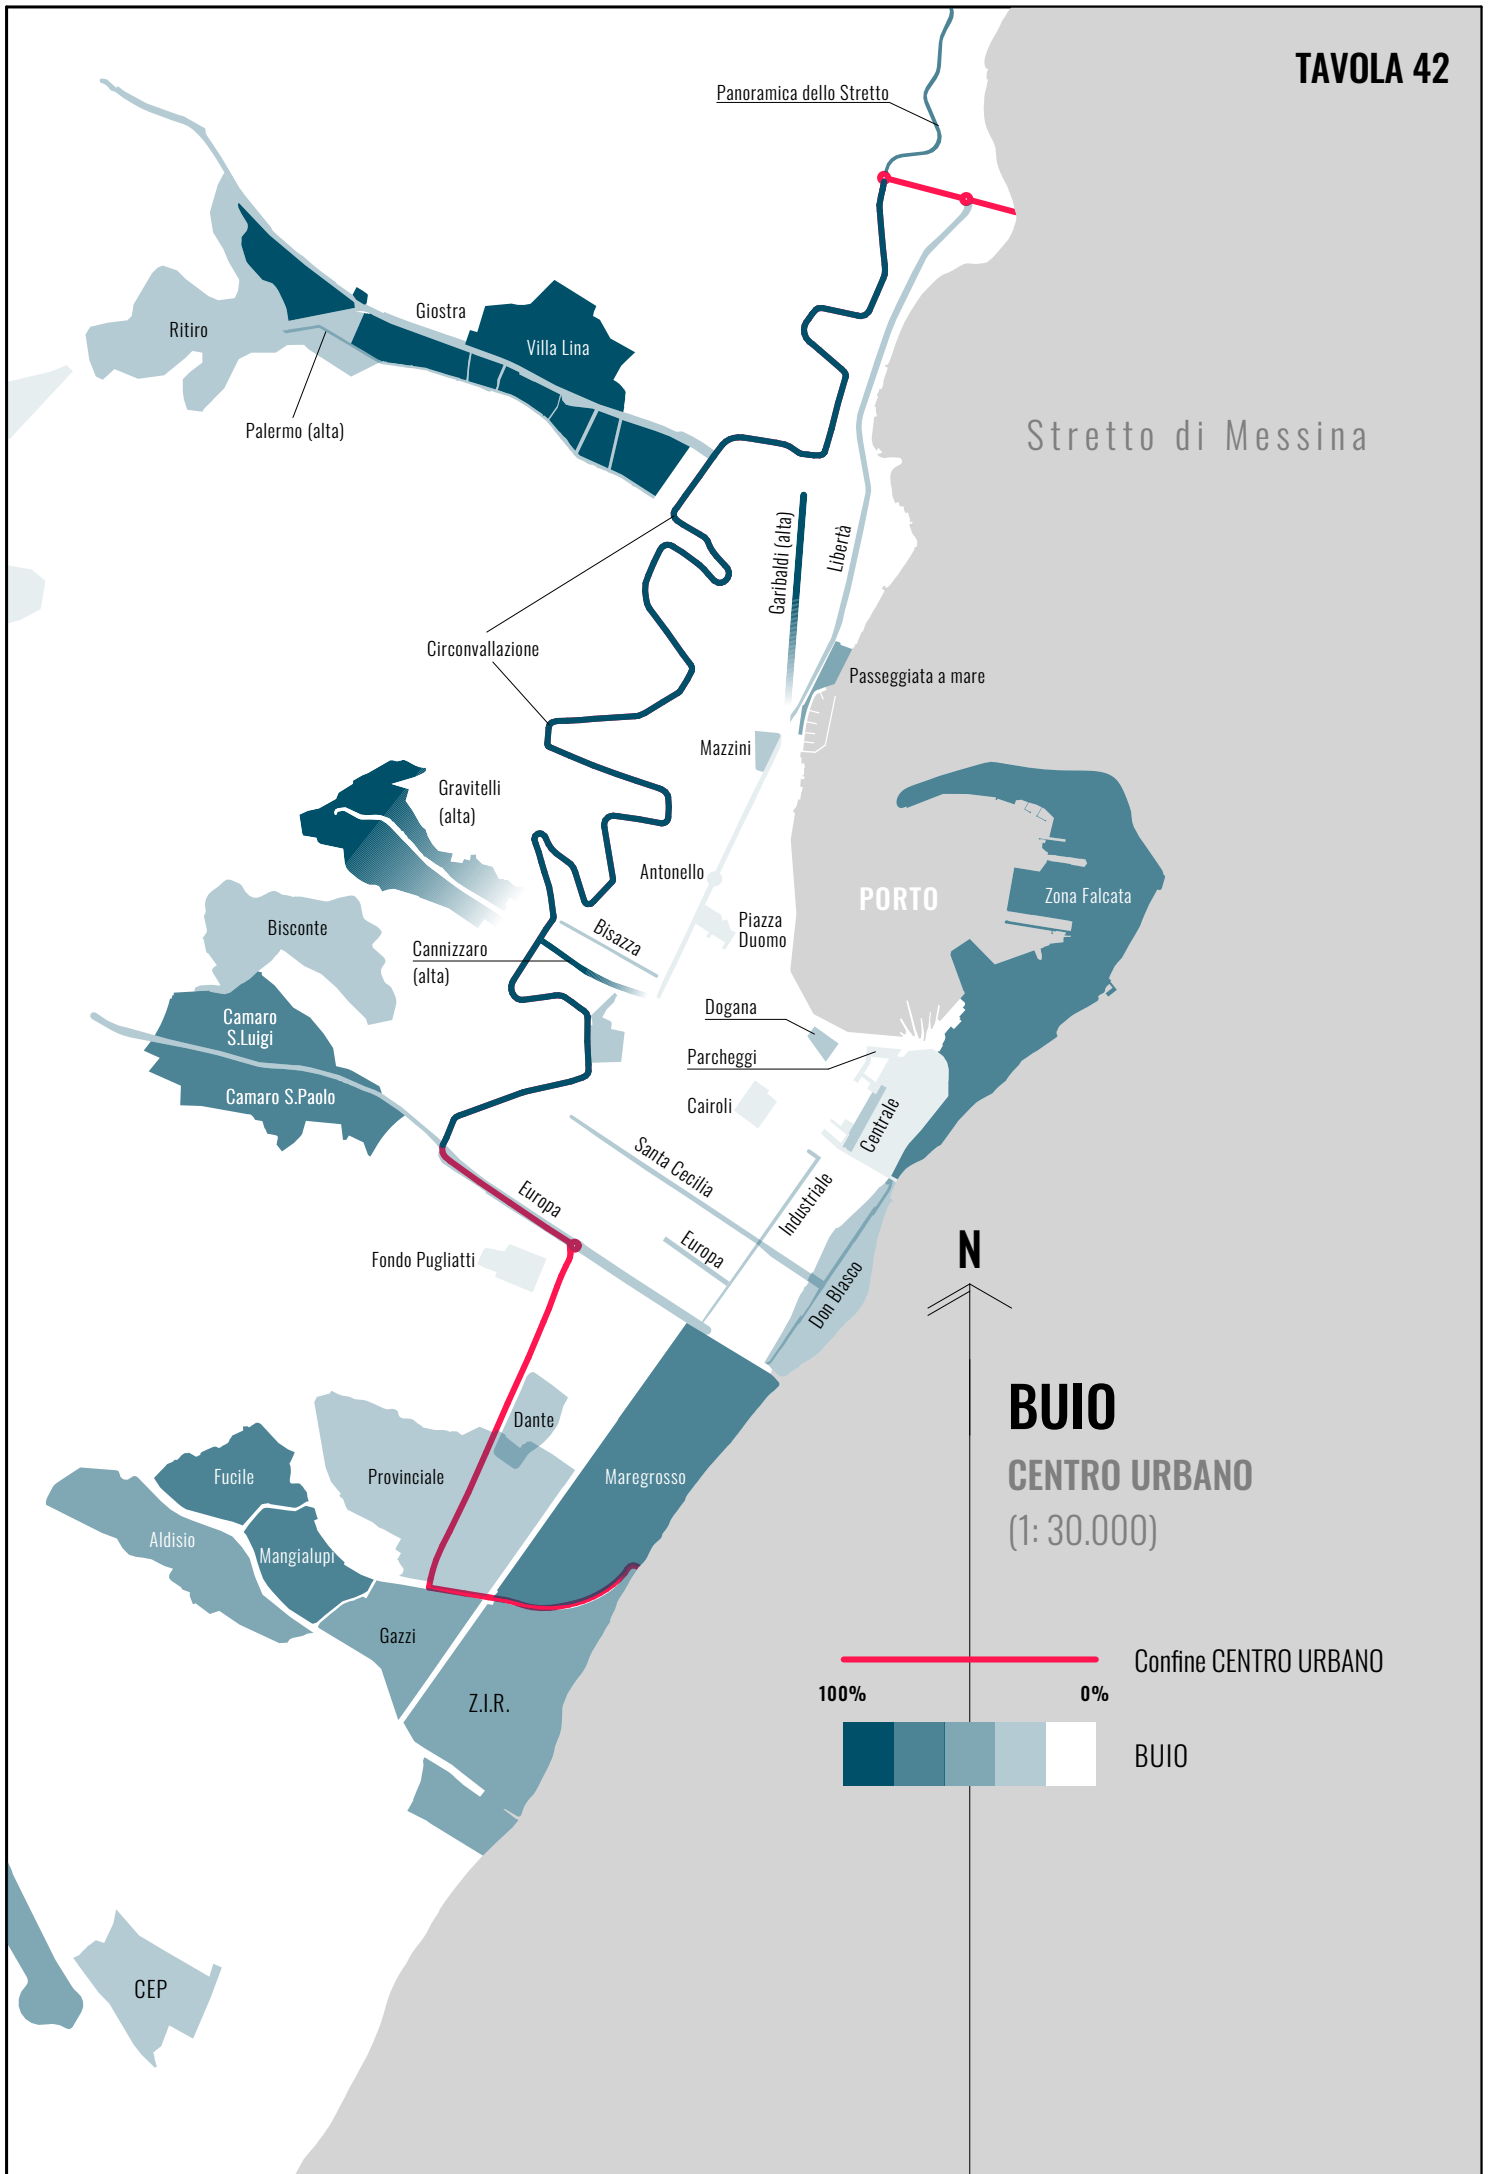 TAVOLA 42
Panoramica dello Stretto
Giostra
Ritiro
Villa Lina
Palermo (alta)
Stretto di Messina
Garibaldi (alta)
Libertà
Circonvallazione
Passeggiata a mare
Mazzini
Gravitelli
(alta)
Antonello
PORTO
Zona Falcata
Piazza
Duomo
Bisconte
Bisazza
Cannizzaro
(alta)
Dogana
Camaro
S.Luigi
Parcheggi
Camaro S.Paolo
Cairoli
Centrale
Santa Cecilia
Europa
Industriale
Europa
Fondo Pugliatti
Don Blasco
N
BUIO
CENTRO URBANO
(1: 30.000)
Dante
Fucile
Provinciale
Maregrosso
Aldisio
Mangialupi
Gazzi
Z.I.R.
Confine CENTRO URBANO
100%
0%
BUIO
CEP